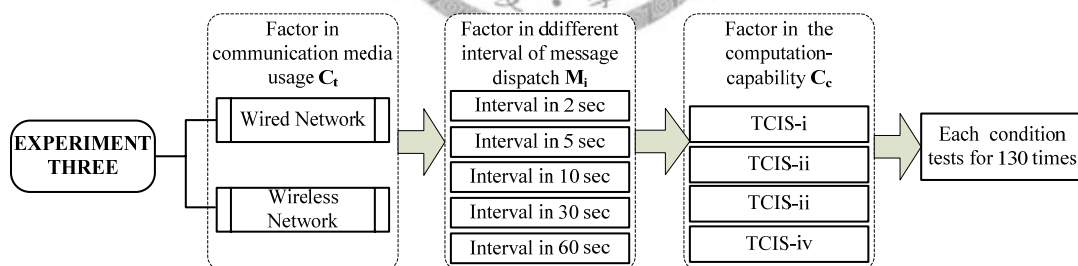 EXPERIMENT
THREE
Factor in
communication media
usage Ct
Wired Network
Wireless
Network
Factor in ddifferent
interval of message
dispatch Mi
Interval in 2 sec
Interval in 5 sec
Interval in 10 sec
Interval in 30 sec
Interval in 60 sec
Factor in the
computation-
capability Cc
TCIS-i
TCIS-ii
TCIS-ii
TCIS-iv
Each condition
tests for 130 times